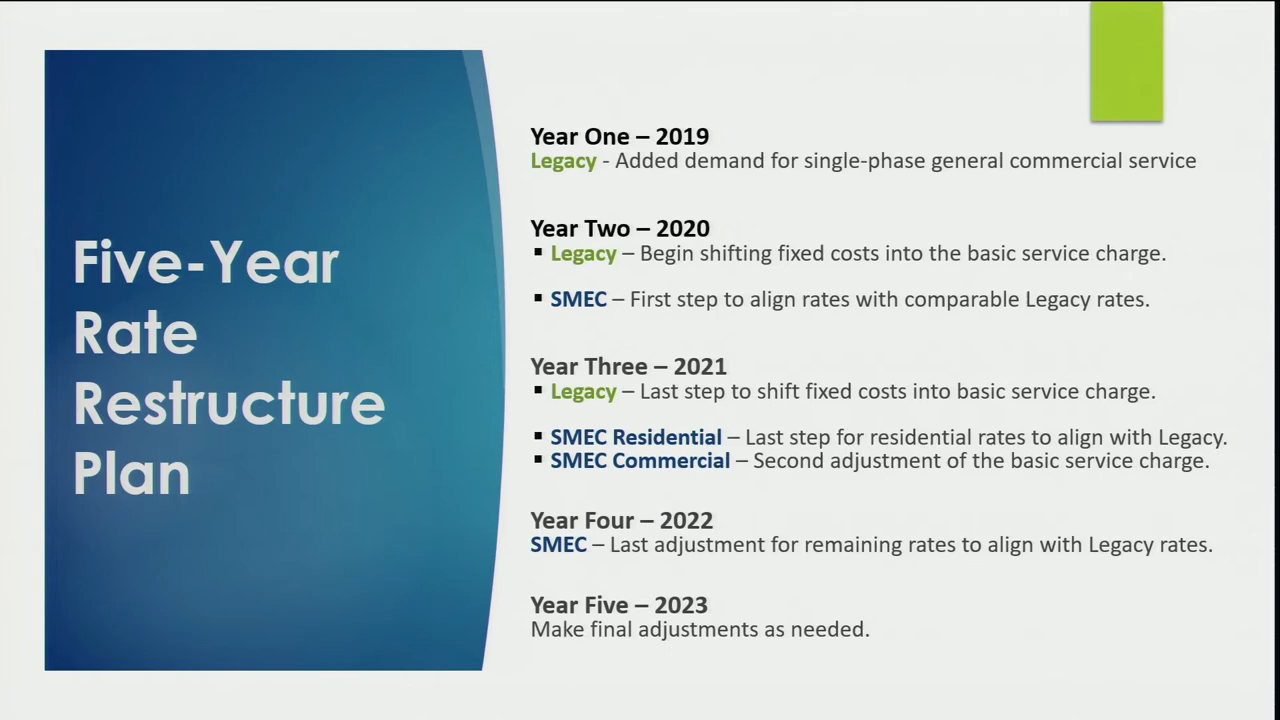 Five-Year
Rate
Restructure
Plan
Year One – 2019
Legacy - Added demand for single-phase general commercial service
Year Two – 2020
▪ Legacy – Begin shifting fixed costs into the basic service charge.
▪ SMEC – First step to align rates with comparable Legacy rates.
Year Three – 2021
▪ Legacy – Last step to shift fixed costs into basic service charge.
▪ SMEC Residential – Last step for residential rates to align with Legacy.
▪ SMEC Commercial – Second adjustment of the basic service charge.
Year Four – 2022
SMEC – Last adjustment for remaining rates to align with Legacy rates.
Year Five – 2023
Make final adjustments as needed.